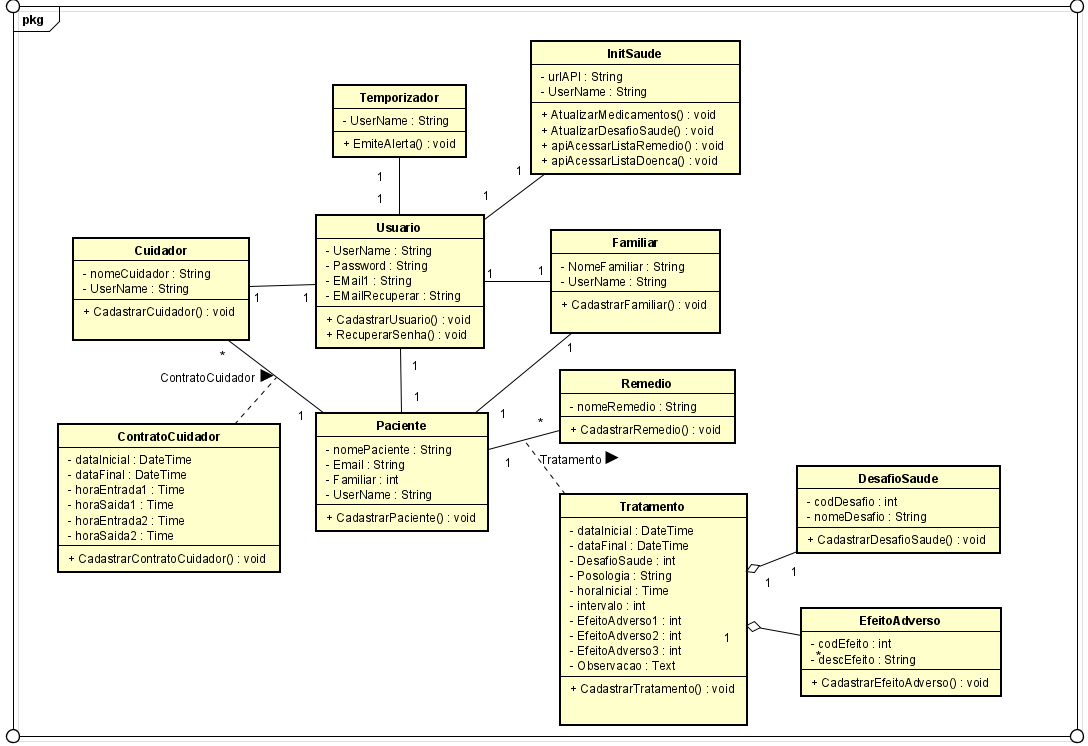 pkg
InitSaude
- urlAPI : String
- UserName : String
+ AtualizarMedicamentos() : void
+ AtualizarDesafioSaude() : void
+ apiAcessarListaRemedio() : void
+ apiAcessarListaDoenca() : void
Temporizador
- UserName : String
+ EmiteAlerta() : void
1
1
1
1
Usuario
- UserName : String
- Password : String
- EMail1 : String
- EMailRecuperar : String
+ CadastrarUsuario() : void
+ RecuperarSenha() : void
Cuidador
- nomeCuidador : String
- UserName : String
+ CadastrarCuidador() : void
1
1
Familiar
- NomeFamiliar : String
- UserName : String
+ CadastrarFamiliar() : void
1
1
1
1
*
ContratoCuidador
1
1
1
Paciente
- nomePaciente : String
- Email : String
- Familiar : int
- UserName : String
+ CadastrarPaciente() : void
Remedio
- nomeRemedio : String
+ CadastrarRemedio() : void
*
1
Tratamento
ContratoCuidador
- dataInicial : DateTime
- dataFinal : DateTime
- horaEntrada1 : Time
- horaSaida1 : Time
- horaEntrada2 : Time
- horaSaida2 : Time
+ CadastrarContratoCuidador() : void
Tratamento
- dataInicial : DateTime
- dataFinal : DateTime
- DesafioSaude : int
- Posologia : String
- horaInicial : Time
- intervalo : int
- EfeitoAdverso1 : int
- EfeitoAdverso2 : int
- EfeitoAdverso3 : int
- Observacao : Text
+ CadastrarTratamento() : void
DesafioSaude
- codDesafio : int
- nomeDesafio : String
+ CadastrarDesafioSaude() : void
1
1
1
EfeitoAdverso
- codEfeito : int
*
- descEfeito : String
+ CadastrarEfeitoAdverso() : void